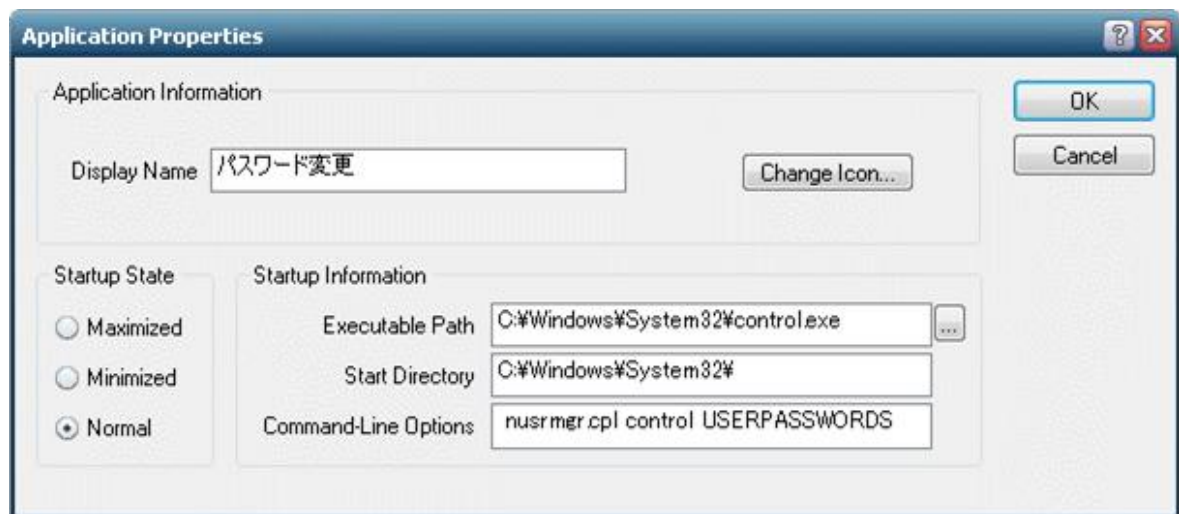 Application Properties
Application Information
OK
Display Name パスワード変更 Change Icon...
Cancel
Startup State
Startup Information
Maximized
Executable Path C:¥Windows¥System32¥control.exe ...
Minimized
Start Directory C:¥Windows¥System32¥
Normal
Command-Line Options nusrmgr.cpl control USERPASSWORDS